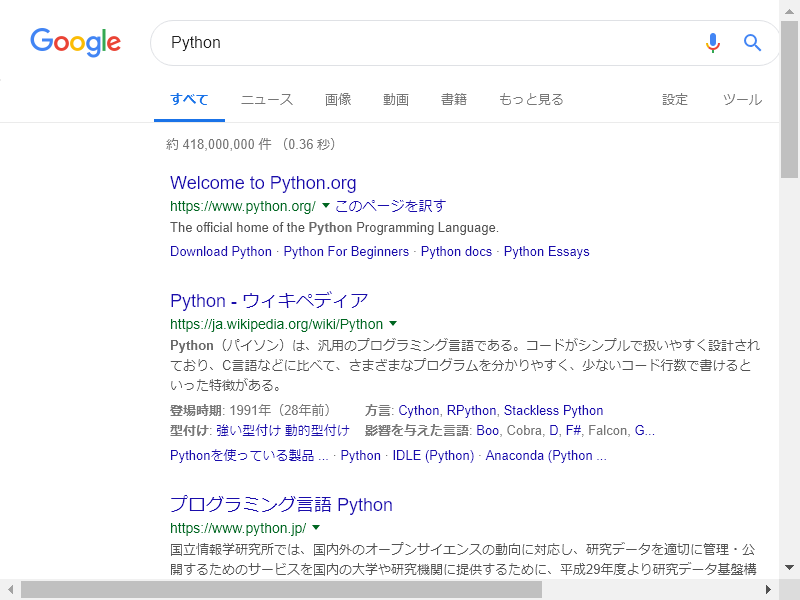 Google
Python
すべて ニュース 画像 動画 書籍 もっと見る 設定 ツール
約 418,000,000 件 （0.36 秒）
Welcome to Python.org
https://www.python.org/ ▼ このページを訳す
The official home of the Python Programming Language.
Download Python · Python For Beginners · Python docs · Python Essays
Python - ウィキペディア
https://ja.wikipedia.org/wiki/Python ▼
Python（パイソン）は、汎用のプログラミング言語である。コードがシンプルで扱いやすく設計され
ており、C言語などに比べて、さまざまなプログラムを分かりやすく、少ないコード行数で書けると
いった特徴がある。
登場時期: 1991年（28年前） 方言: Cython, RPython, Stackless Python
型付け: 強い型付け 動的型付け 影響を与えた言語: Boo, Cobra, D, F#, Falcon, G...
Pythonを使っている製品 ... · Python · IDLE (Python) · Anaconda (Python ...
プログラミング言語 Python
https://www.python.jp/ ▼
国立情報学研究所では、国内外のオープンサイエンスの動向に対応し、研究データを適切に管理・公
開するためのサービスを国内の大学や研究機関に提供するために、平成29年度より研究データ基盤構